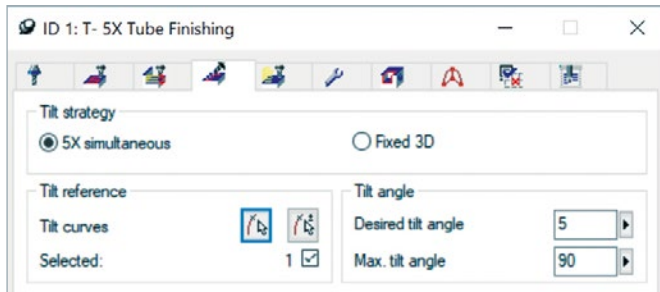 ID 1: T- 5X Tube Finishing
Tilt strategy
5X simultaneous
Fixed 3D
Tilt reference
Tilt curves
Selected: 1
Tilt angle
Desired tilt angle 5
Max. tilt angle 90